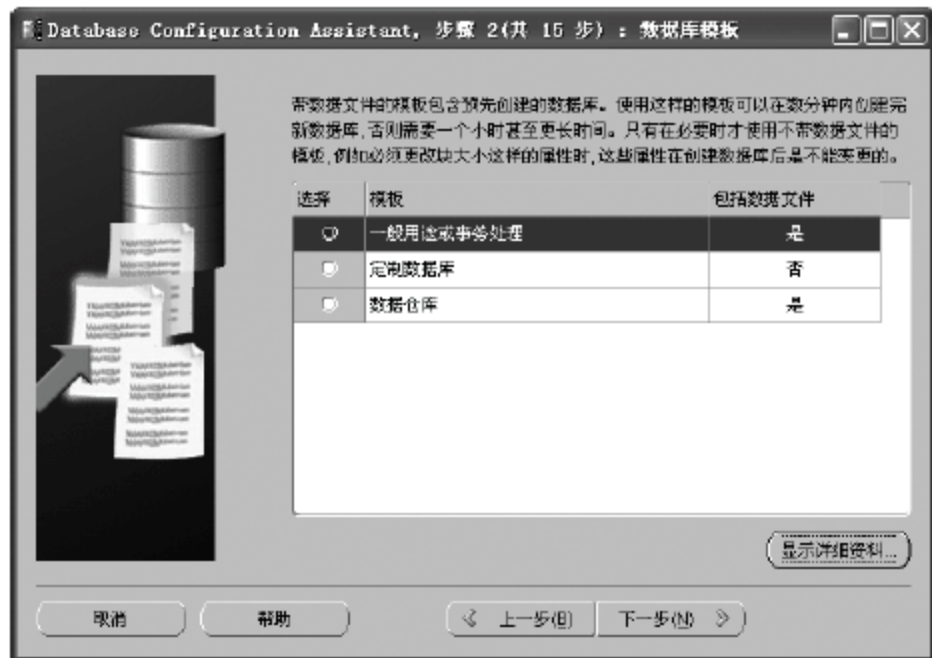 Database Configuration Assistant, 步骤 2(共 15 步) : 数据库模板
带数据文件的模板包含预先创建的数据库。使用这样的模板可以在数分钟内创建完
新数据库,否则需要一个小时甚至更长时间。只有在必要时才使用不带数据文件的
模板,例如必须更改块大小这样的属性时,这些属性在创建数据库后是不能变更的。
选择 模板 包括数据文件
一般用途或事务处理 是
定制数据库 否
数据仓库 是
显示详细资料...
取消 帮助 上一步(B) 下一步(N)